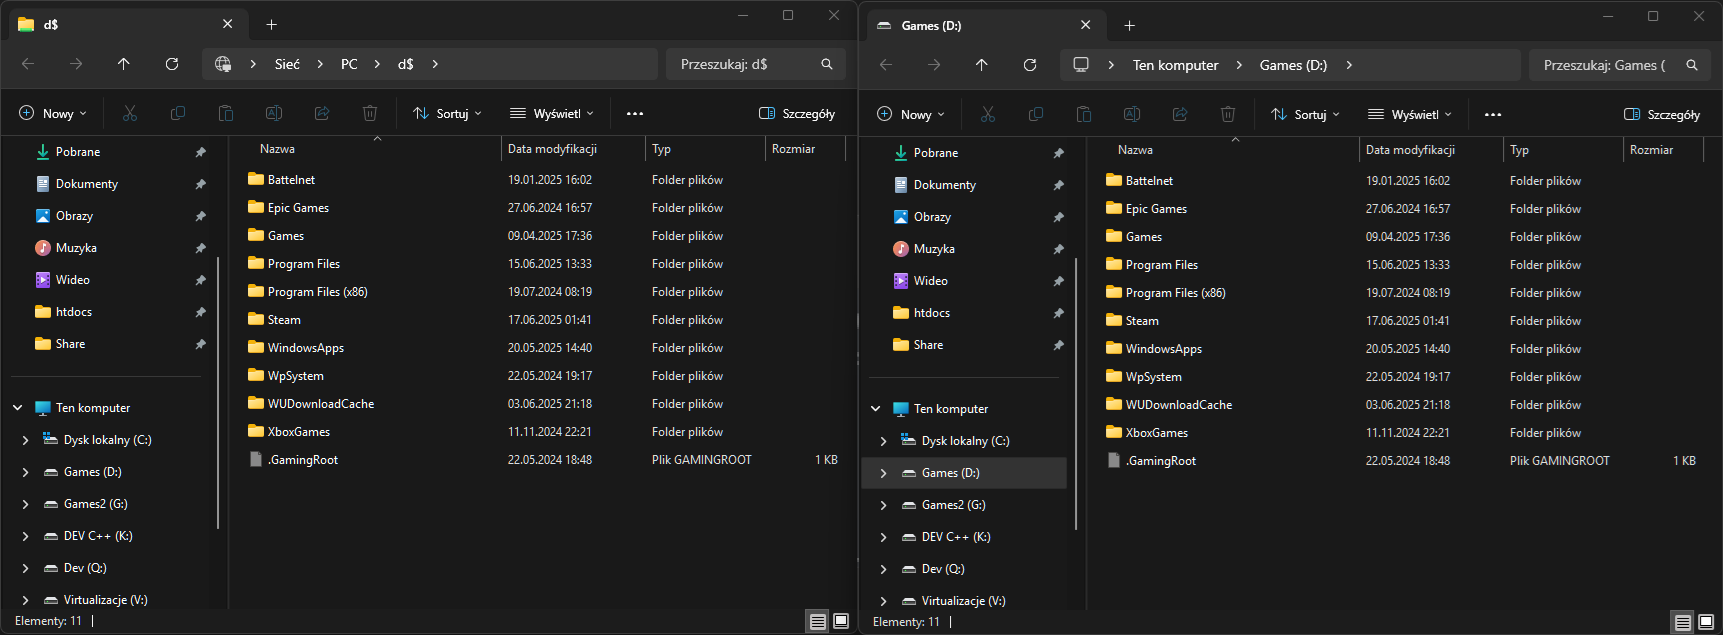 d$
Sieć PC d$
Przeszukaj: d$
Nowy Sortuj Wyświetl Szczegóły
Pobrane
Dokumenty
Obrazy
Muzyka
Wideo
htdocs
Share
Ten komputer
Dysk lokalny (C:)
Games (D:)
Games2 (G:)
DEV C++ (K:)
Dev (Q:)
Virtualizacje (V:)
Nazwa Data modyfikacji Typ Rozmiar
Battelnet 19.01.2025 16:02 Folder plików
Epic Games 27.06.2024 16:57 Folder plików
Games 09.04.2025 17:36 Folder plików
Program Files 15.06.2025 13:33 Folder plików
Program Files (x86) 19.07.2024 08:19 Folder plików
Steam 17.06.2025 01:41 Folder plików
WindowsApps 20.05.2025 14:40 Folder plików
WpSystem 22.05.2024 19:17 Folder plików
WUDownloadCache 03.06.2025 21:18 Folder plików
XboxGames 11.11.2024 22:21 Folder plików
.GamingRoot 22.05.2024 18:48 Plik GAMINGROOT 1 KB
Elementy: 11
Games (D:)
Ten komputer Games (D:)
Przeszukaj: Games (
Nowy Sortuj Wyświetl Szczegóły
Pobrane
Dokumenty
Obrazy
Muzyka
Wideo
htdocs
Share
Ten komputer
Dysk lokalny (C:)
Games (D:)
Games2 (G:)
DEV C++ (K:)
Dev (Q:)
Virtualizacje (V:)
Nazwa Data modyfikacji Typ Rozmiar
Battelnet 19.01.2025 16:02 Folder plików
Epic Games 27.06.2024 16:57 Folder plików
Games 09.04.2025 17:36 Folder plików
Program Files 15.06.2025 13:33 Folder plików
Program Files (x86) 19.07.2024 08:19 Folder plików
Steam 17.06.2025 01:41 Folder plików
WindowsApps 20.05.2025 14:40 Folder plików
WpSystem 22.05.2024 19:17 Folder plików
WUDownloadCache 03.06.2025 21:18 Folder plików
XboxGames 11.11.2024 22:21 Folder plików
.GamingRoot 22.05.2024 18:48 Plik GAMINGROOT 1 KB
Elementy: 11